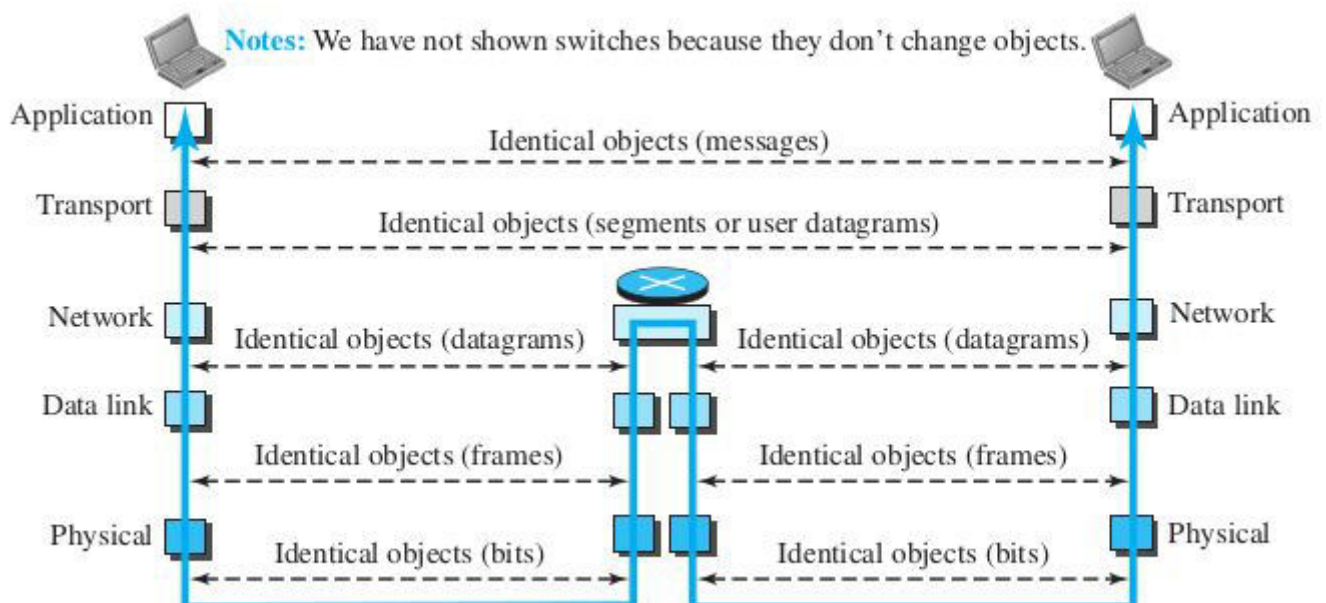 Notes: We have not shown switches because they don't change objects.
Application
Application
Identical objects (messages)
Transport
Transport
Identical objects (segments or user datagrams)
Network
Network
Identical objects (datagrams)
Identical objects (datagrams)
Data link
Data link
Identical objects (frames)
Identical objects (frames)
Physical
Physical
Identical objects (bits)
Identical objects (bits)